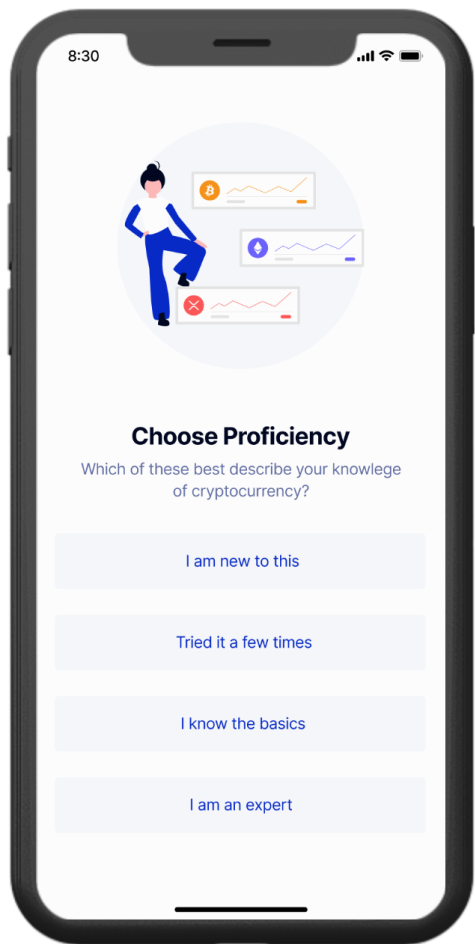 8:30
Choose Proficiency
Which of these best describe your knowlege
of cryptocurrency?
I am new to this
Tried it a few times
I know the basics
I am an expert